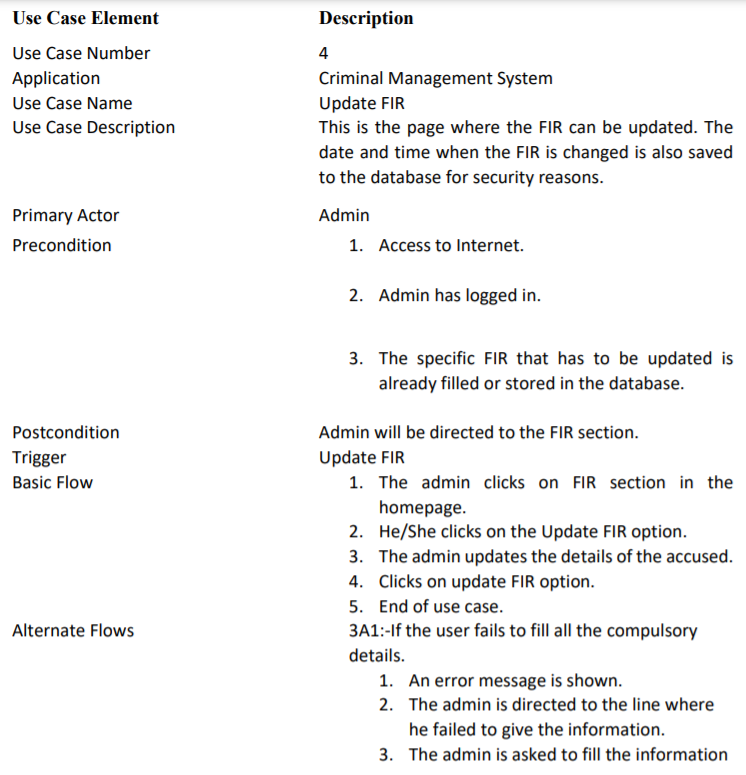 Use Case Element Description
Use Case Number 4
Application Criminal Management System
Use Case Name Update FIR
Use Case Description This is the page where the FIR can be updated. The
date and time when the FIR is changed is also saved
to the database for security reasons.
Primary Actor Admin
Precondition 1. Access to Internet.
2. Admin has logged in.
3. The specific FIR that has to be updated is
already filled or stored in the database.
Postcondition Admin will be directed to the FIR section.
Trigger Update FIR
Basic Flow 1. The admin clicks on FIR section in the
homepage.
2. He/She clicks on the Update FIR option.
3. The admin updates the details of the accused.
4. Clicks on update FIR option.
5. End of use case.
Alternate Flows 3A1:-If the user fails to fill all the compulsory
details.
1. An error message is shown.
2. The admin is directed to the line where
he failed to give the information.
3. The admin is asked to fill the information